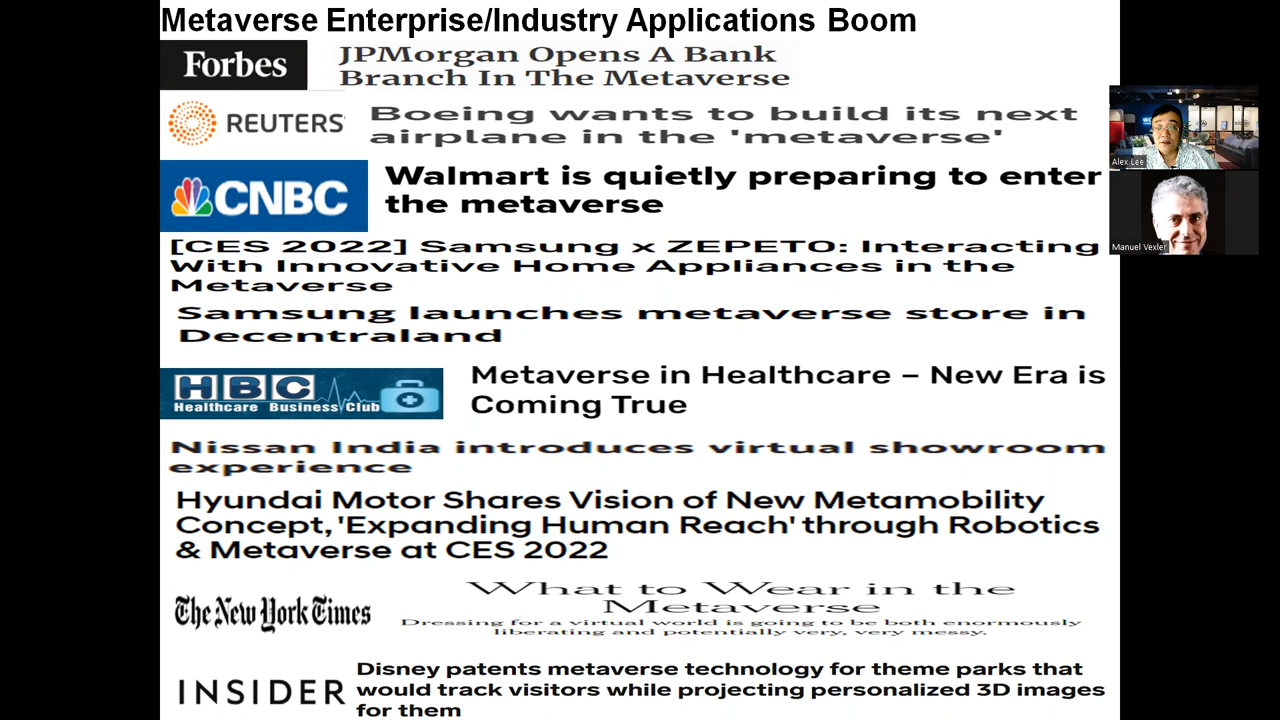 Metaverse Enterprise/Industry Applications Boom
Forbes
JPMorgan Opens A Bank
Branch In The Metaverse
REUTERS
Boeing wants to build its next
airplane in the 'metaverse'
CNBC
Walmart is quietly preparing to enter
the metaverse
[CES 2022] Samsung x ZEPETO: Interacting
With Innovative Home Appliances in the
Metaverse
Samsung launches metaverse store in
Decentraland
HBC
Healthcare Business Club
Metaverse in Healthcare – New Era is
Coming True
Nissan India introduces virtual showroom
experience
Hyundai Motor Shares Vision of New Metamobility
Concept, 'Expanding Human Reach' through Robotics
& Metaverse at CES 2022
The New York Times
What to Wear in the
Metaverse
Dressing for a virtual world is going to be both enormously
liberating and potentially very, very messy.
INSIDER
Disney patents metaverse technology for theme parks that
would track visitors while projecting personalized 3D images
for them
Alex Lee
Manuel Vexler